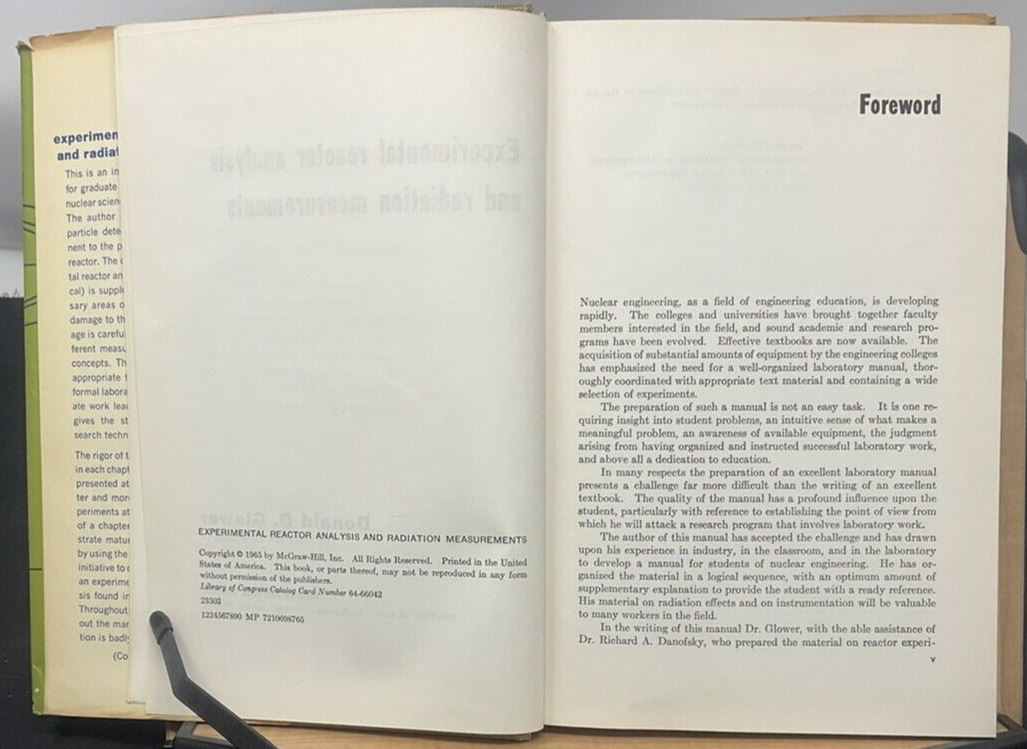 experimen
and radiat
This is an in
for graduate
nuclear scien
The author
particle dete
nent to the p
reactor. The
tal reactor an
cal) is suppli
sary areas o
damage to th
age is carefu
ferent measu
concepts. Th
appropriate
formal labora
ate work lea
gives the st
search techn
The rigor of t
in each chapt
presented at
ter and more
periments at
of a chapter
strate matur
by using the
initiative to
an experime
sis found in
Throughout
out the man
tion is badly
(Co
Experimental reactor analysis
and radiation measurements
Donald D. Glower
EXPERIMENTAL REACTOR ANALYSIS AND RADIATION MEASUREMENTS
Copyright © 1965 by McGraw-Hill, Inc. All Rights Reserved. Printed in the United
States of America. This book, or parts thereof, may not be reproduced in any form
without permission of the publishers.
Library of Congress Catalog Card Number 64-66042
23503
1234567890 MP 7210698765
Foreword
Nuclear engineering, as a field of engineering education, is developing
rapidly. The colleges and universities have brought together faculty
members interested in the field, and sound academic and research pro-
grams have been evolved. Effective textbooks are now available. The
acquisition of substantial amounts of equipment by the engineering colleges
has emphasized the need for a well-organized laboratory manual, thor-
oughly coordinated with appropriate text material and containing a wide
selection of experiments.
The preparation of such a manual is not an easy task. It is one re-
quiring insight into student problems, an intuitive sense of what makes a
meaningful problem, an awareness of available equipment, the judgment
arising from having organized and instructed successful laboratory work,
and above all a dedication to education.
In many respects the preparation of an excellent laboratory manual
presents a challenge far more difficult than the writing of an excellent
textbook. The quality of the manual has a profound influence upon the
student, particularly with reference to establishing the point of view from
which he will attack a research program that involves laboratory work.
The author of this manual has accepted the challenge and has drawn
upon his experience in industry, in the classroom, and in the laboratory
to develop a manual for students of nuclear engineering. He has or-
ganized the material in a logical sequence, with an optimum amount of
supplementary explanation to provide the student with a ready reference.
His material on radiation effects and on instrumentation will be valuable
to many workers in the field.
In the writing of this manual Dr. Glower, with the able assistance of
Dr. Richard A. Danofsky, who prepared the material on reactor experi-
v